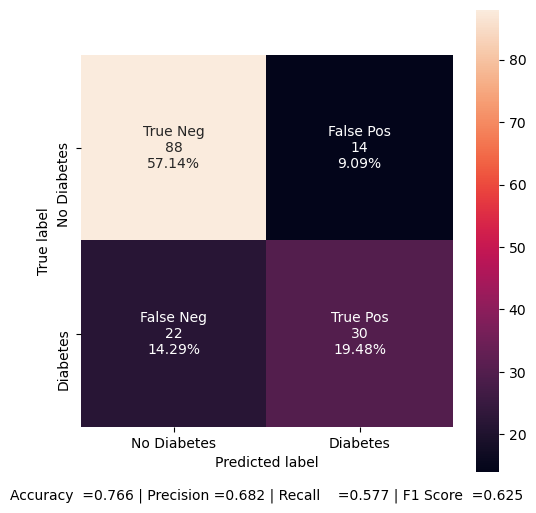 True Neg
88
57.14%
False Pos
14
9.09%
False Neg
22
14.29%
True Pos
30
19.48%
No Diabetes
Diabetes
True label
No Diabetes
Diabetes
Predicted label
80
70
60
50
40
30
20
Accuracy  =0.766 | Precision =0.682 | Recall    =0.577 | F1 Score  =0.625